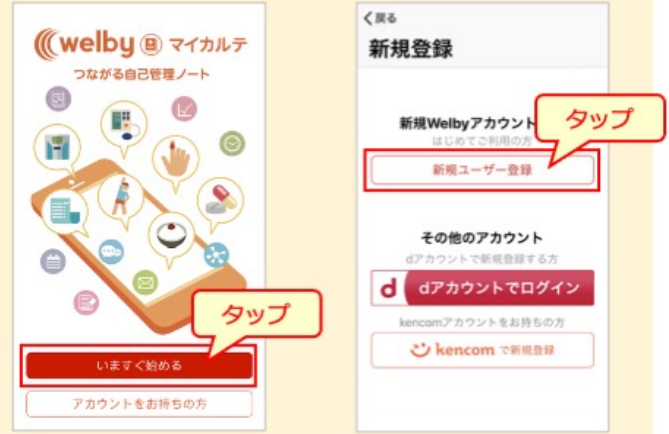 welby マイカルテ
つながる自己管理ノート
タップ
いますぐ始める
アカウントをお持ちの方
戻る
新規登録
新規Welbyアカウント
はじめてご利用の方
タップ
新規ユーザー登録
その他のアカウント
dアカウントで新規登録する方
d dアカウントでログイン
kencomアカウントをお持ちの方
kencom で新規登録